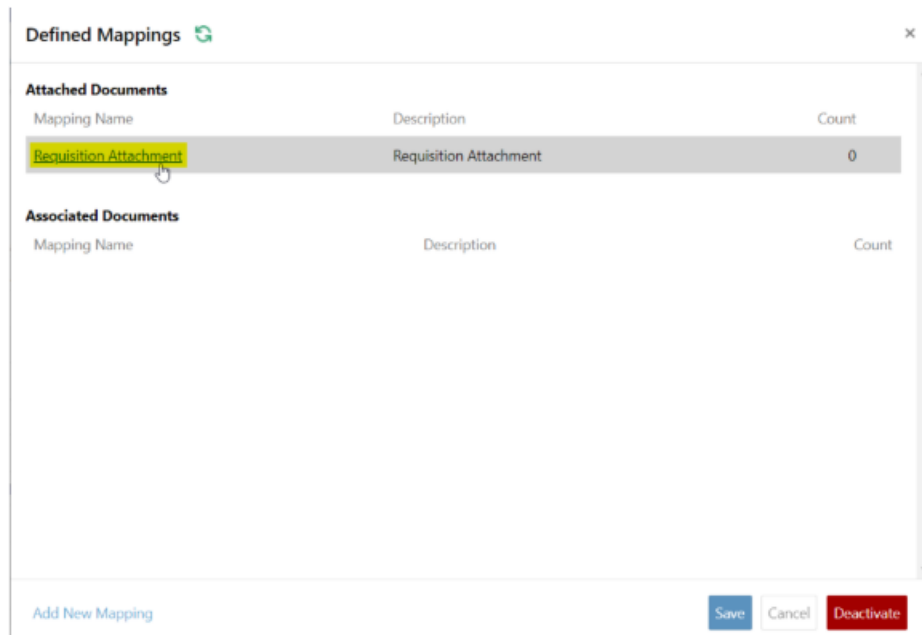 Defined Mappings
×
Attached Documents
Mapping Name Description Count
Requisition Attachment Requisition Attachment 0
Associated Documents
Mapping Name Description Count
Add New Mapping Save Cancel Deactivate